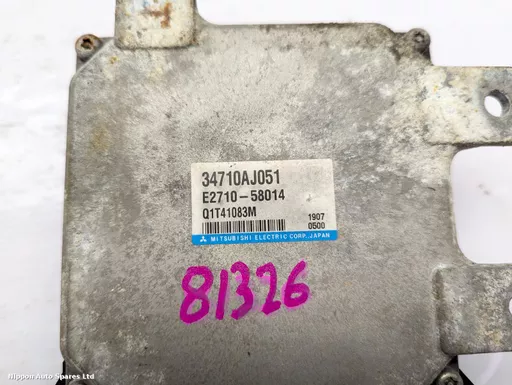 34710AJ051
E2710-58014
Q1T41083M
1907
0500
MITSUBISHI ELECTRIC CORP. JAPAN
81326
Nippon Auto Spares Ltd